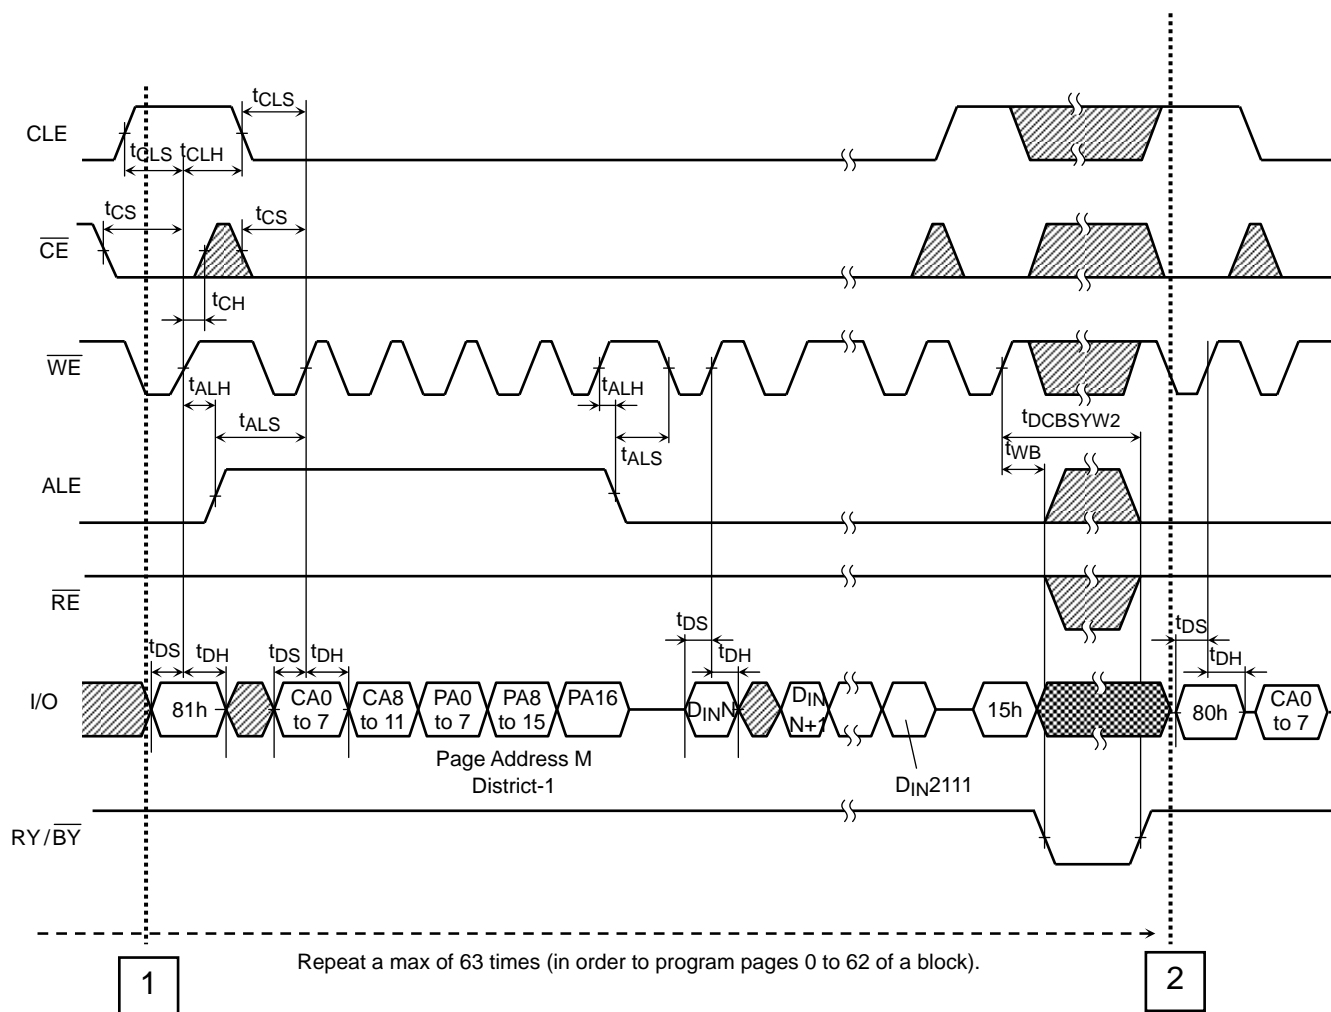 tCLS
CLE
tCLS tCLH
tCS tCS
CE
tCH
WE
tALH tALH
tDCBSYW2
tALS
tALS
tWB
ALE
RE
tDS tDH tDS tDH tDS tDH tDS tDH
I/O
81h
CA0 to 7
CA8 to 11
PA0 to 7
PA8 to 15
PA16
DINN
DIN N+1
15h
80h
CA0 to 7
Page Address M
District-1
DIN2111
RY/BY
Repeat a max of 63 times (in order to program pages 0 to 62 of a block).
1
2